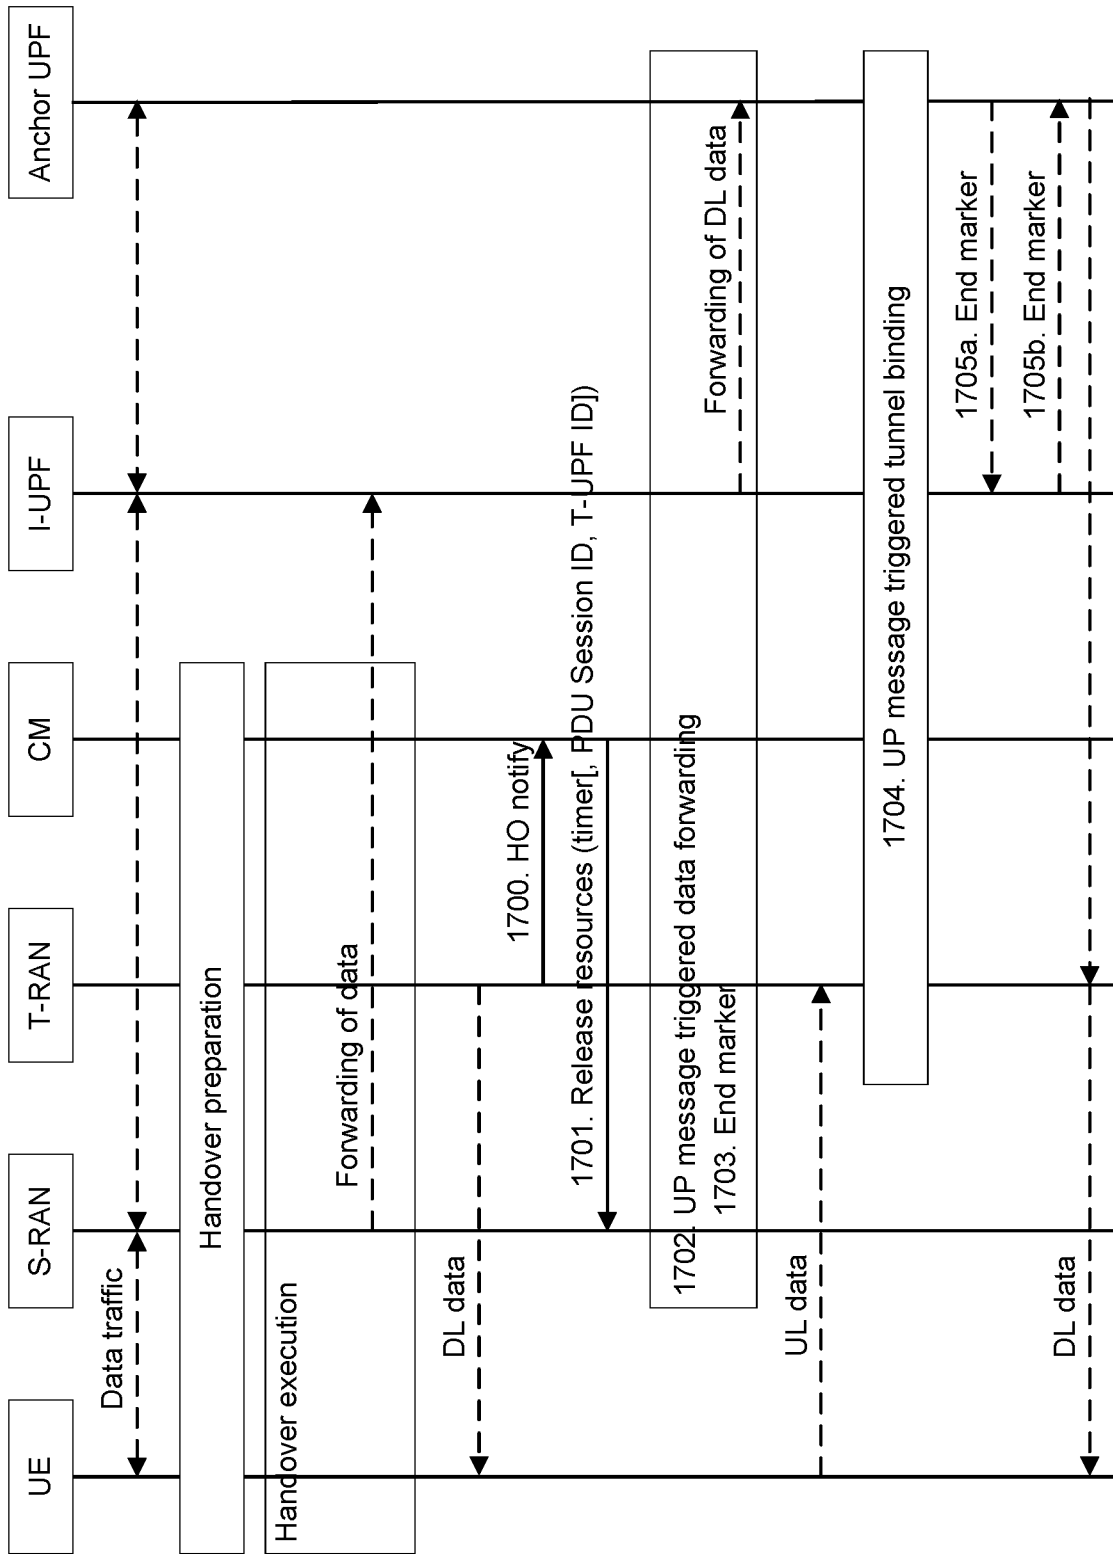 UE
S-RAN
T-RAN
CM
I-UPF
Anchor UPF
Data traffic
Handover preparation
Handover execution
Forwarding of data
DL data
1700. HO notify
1701. Release resources (timer[, PDU Session ID, T-UPF ID])
1702. UP message triggered data forwarding
1703. End marker
Forwarding of DL data
UL data
1704. UP message triggered tunnel binding
1705a. End marker
1705b. End marker
DL data